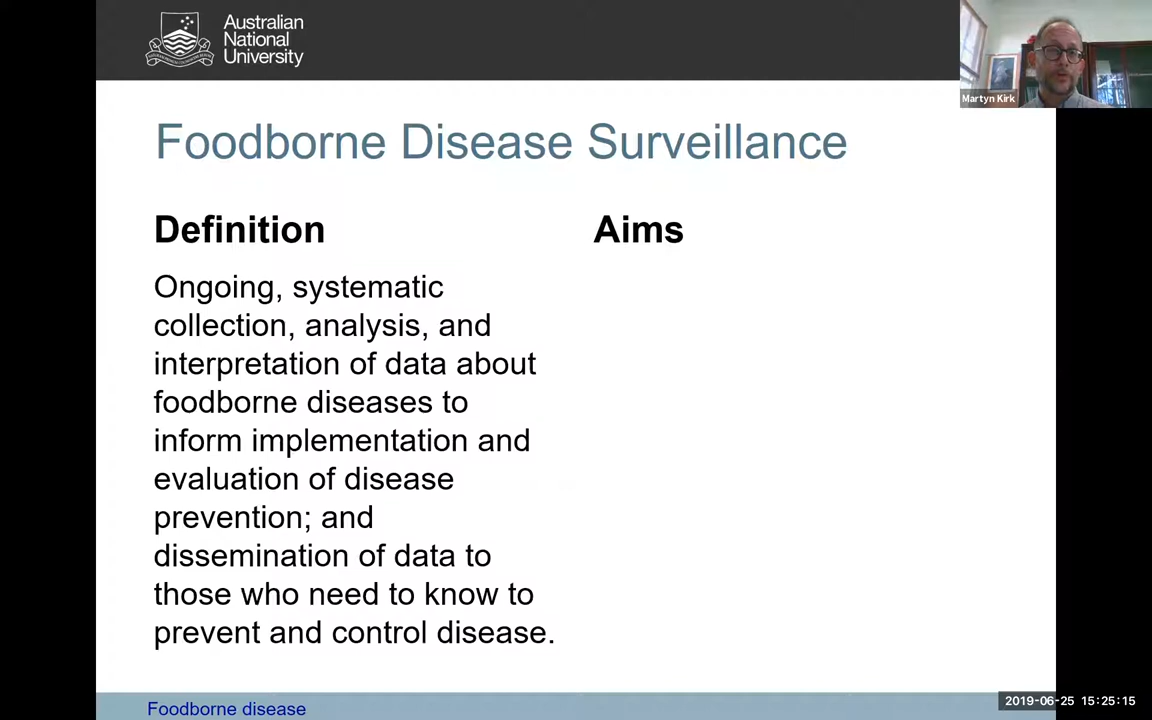 Australian
National
University
Martyn Kirk
Foodborne Disease Surveillance
Definition
Ongoing, systematic
collection, analysis, and
interpretation of data about
foodborne diseases to
inform implementation and
evaluation of disease
prevention; and
dissemination of data to
those who need to know to
prevent and control disease.
Aims
Foodborne disease
2019-06-25 15:25:15